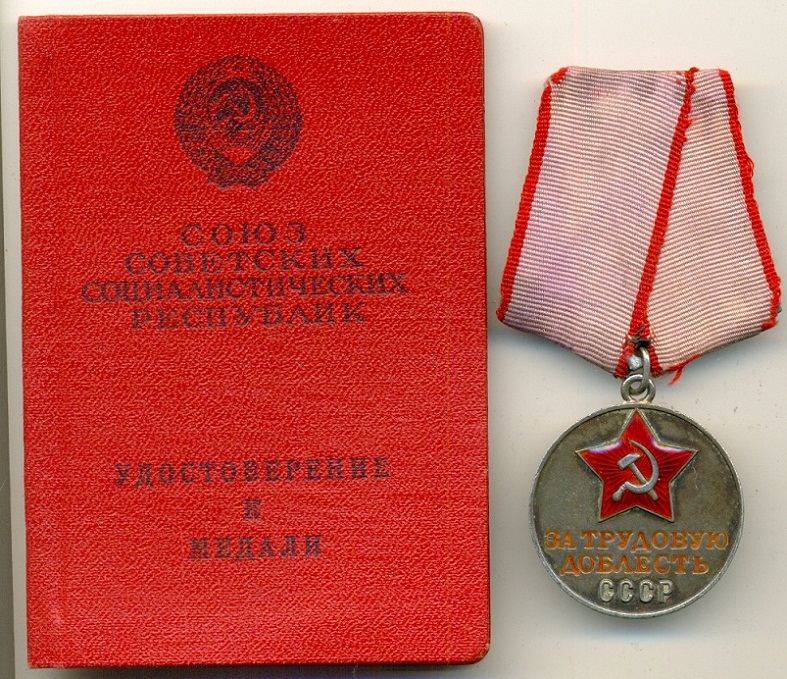 СОЮЗ
СОВЕТСКИХ
СОЦИАЛИСТИЧЕСКИХ
РЕСПУБЛИК
УДОСТОВЕРЕНИЕ
К
МЕДАЛИ
ЗА ТРУДОВУЮ
ДОБЛЕСТЬ
СССР